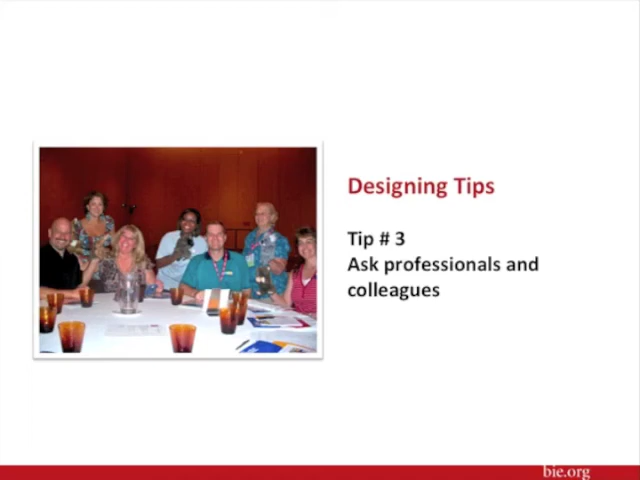 Designing Tips
Tip # 3
Ask professionals and
colleagues
bie.org